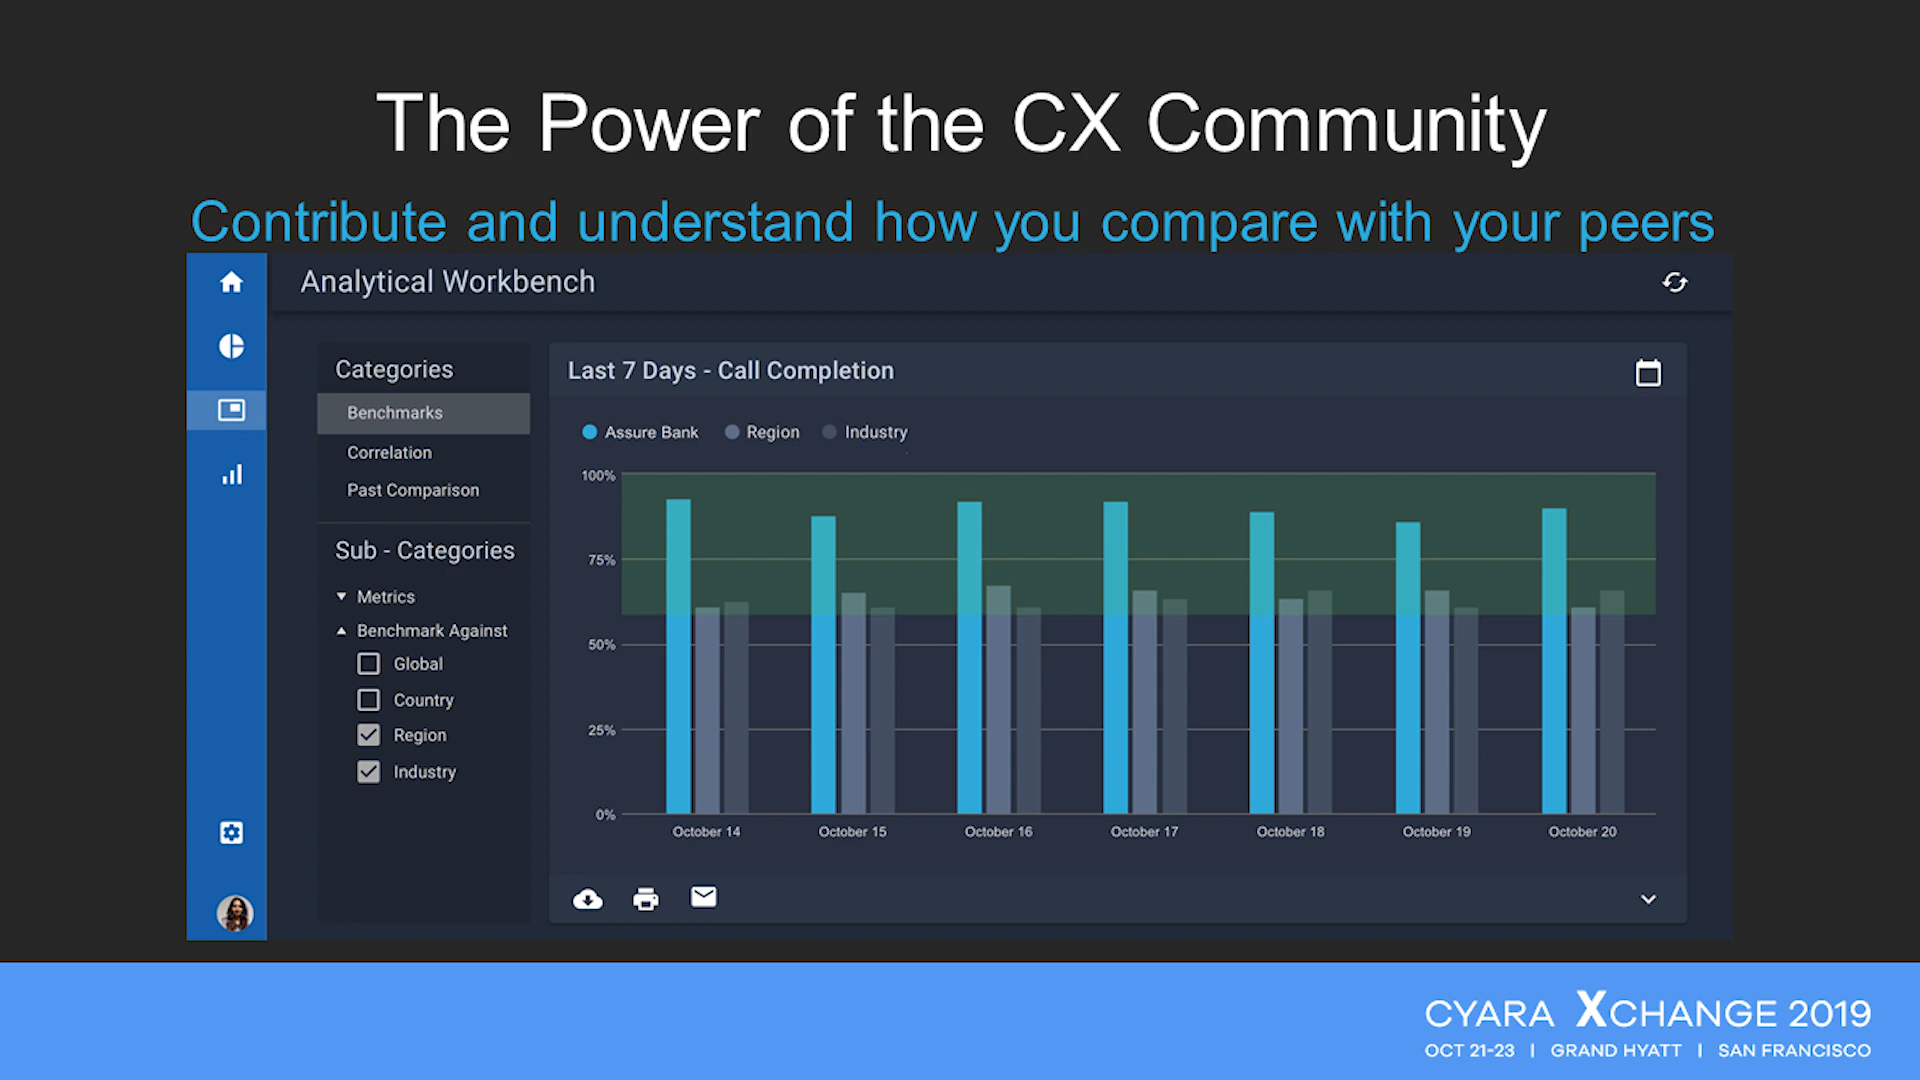 The Power of the CX Community
Contribute and understand how you compare with your peers
Analytical Workbench
Categories
Benchmarks
Correlation
Past Comparison
Sub - Categories
Metrics
Benchmark Against
Global
Country
Region
Industry
Last 7 Days - Call Completion
Assure Bank Region Industry
100%
75%
50%
25%
0%
October 14 October 15 October 16 October 17 October 18 October 19 October 20
CYARA XCHANGE 2019
OCT 21-23 | GRAND HYATT | SAN FRANCISCO